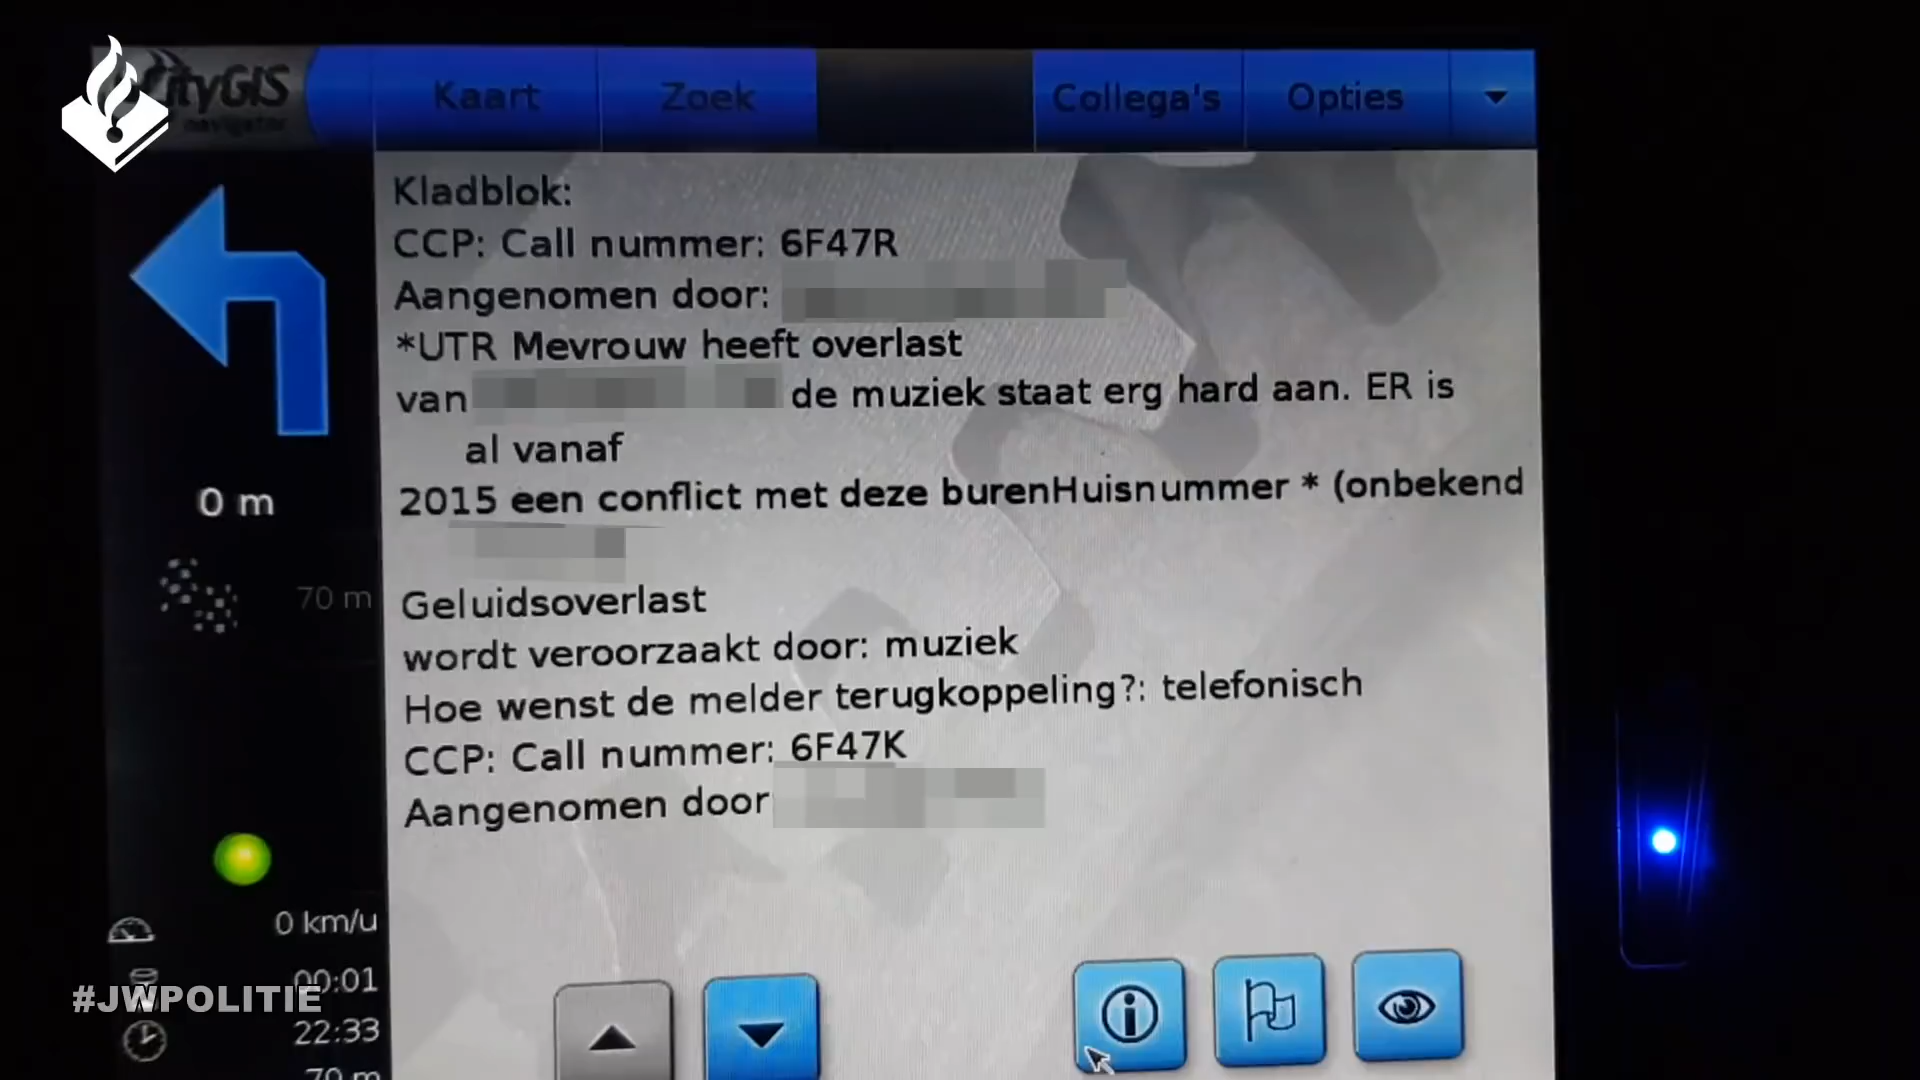 CityGIS
navigator
Kaart
Zoek
Collega's
Opties
Kladblok:
CCP: Call nummer: 6F47R
Aangenomen door:
*UTR Mevrouw heeft overlast
van de muziek staat erg hard aan. ER is
al vanaf
2015 een conflict met deze burenHuisnummer * (onbekend
Geluidsoverlast
wordt veroorzaakt door: muziek
Hoe wenst de melder terugkoppeling?: telefonisch
CCP: Call nummer: 6F47K
Aangenomen door
0 m
70 m
0 km/u
00:01
#JWPOLITIE
22:33
70 m